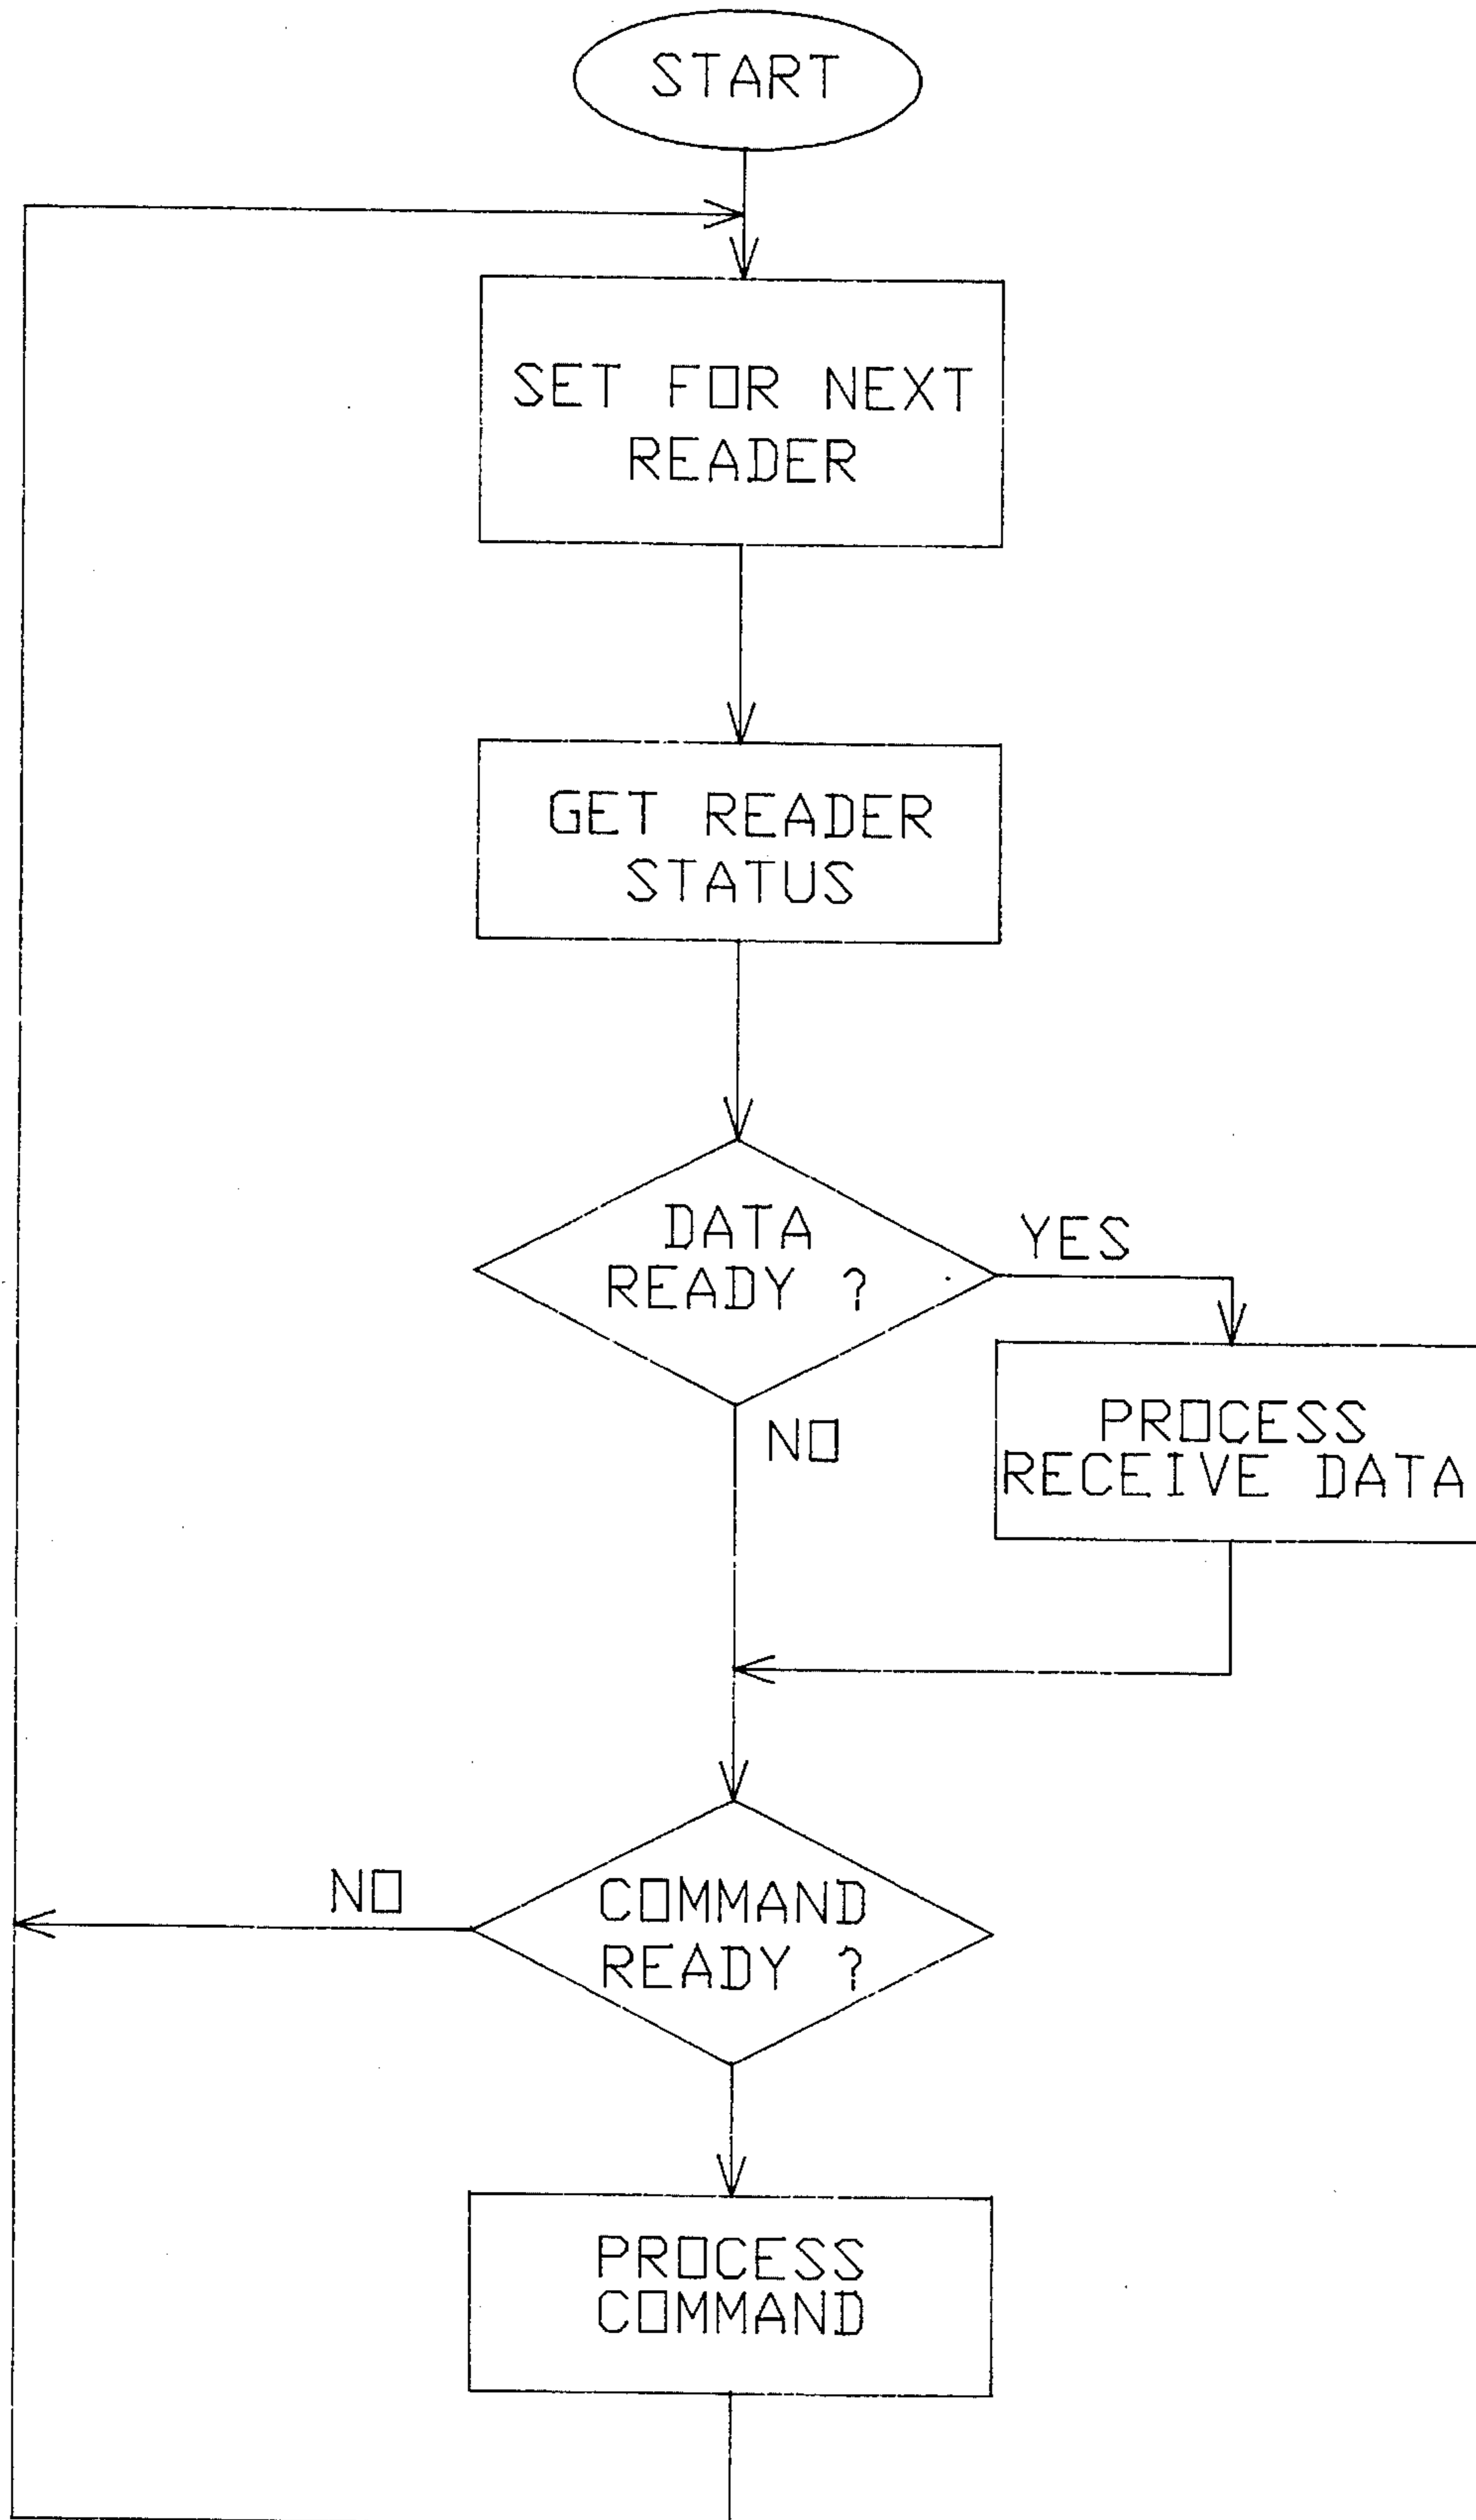 START
SET FOR NEXT
READER
GET READER
STATUS
DATA
READY ?
YES
NO
PROCESS
RECEIVE DATA
NO
COMMAND
READY ?
PROCESS
COMMAND